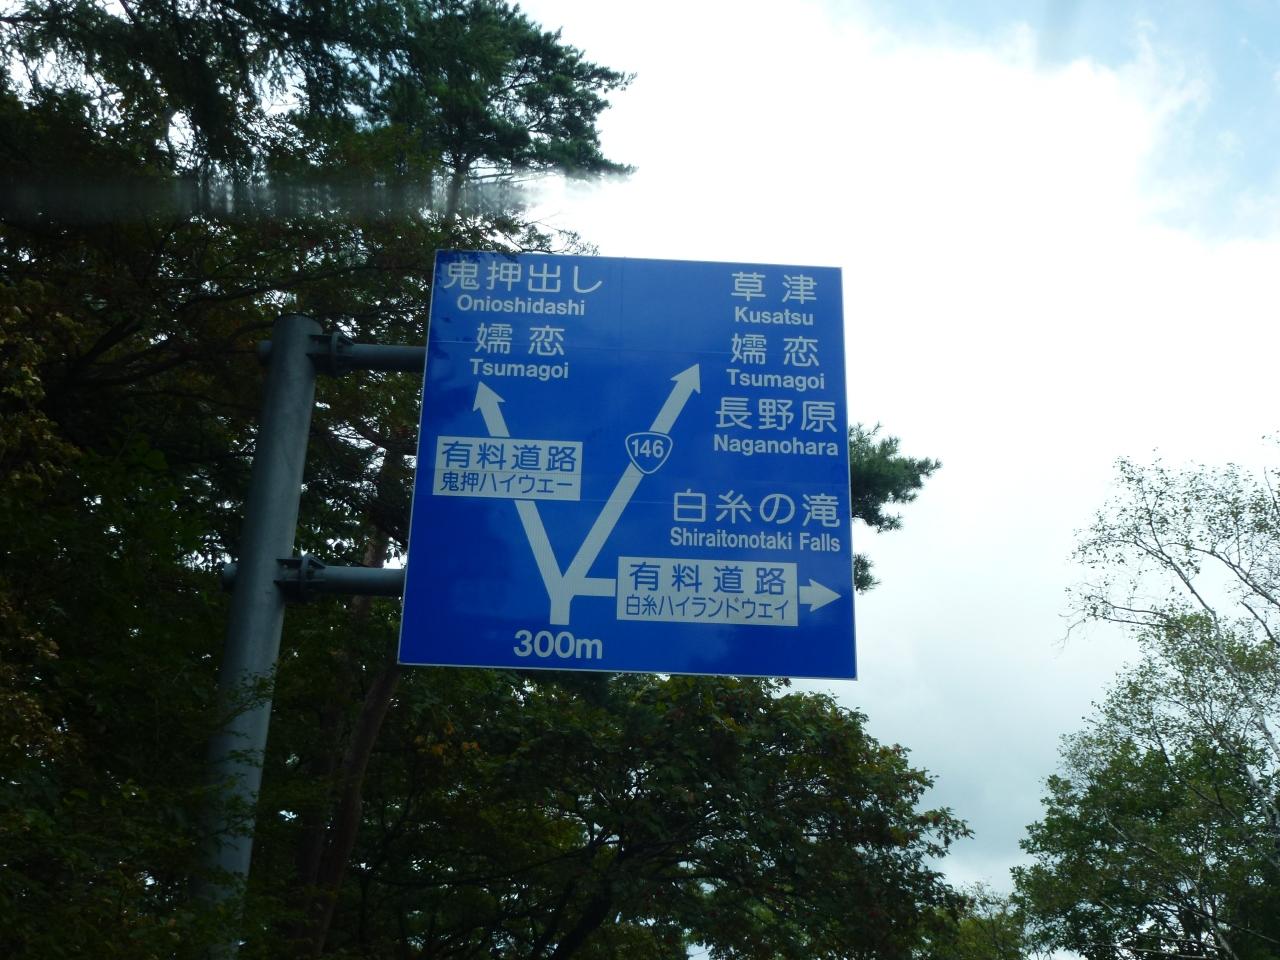 鬼押出し
Onioshidashi
嬬恋
Tsumagoi
有料道路
鬼押ハイウェー
草津
Kusatsu
嬬恋
Tsumagoi
長野原
Naganohara
146
白糸の滝
Shiraitonotaki Falls
有料道路
白糸ハイランドウェイ
300m